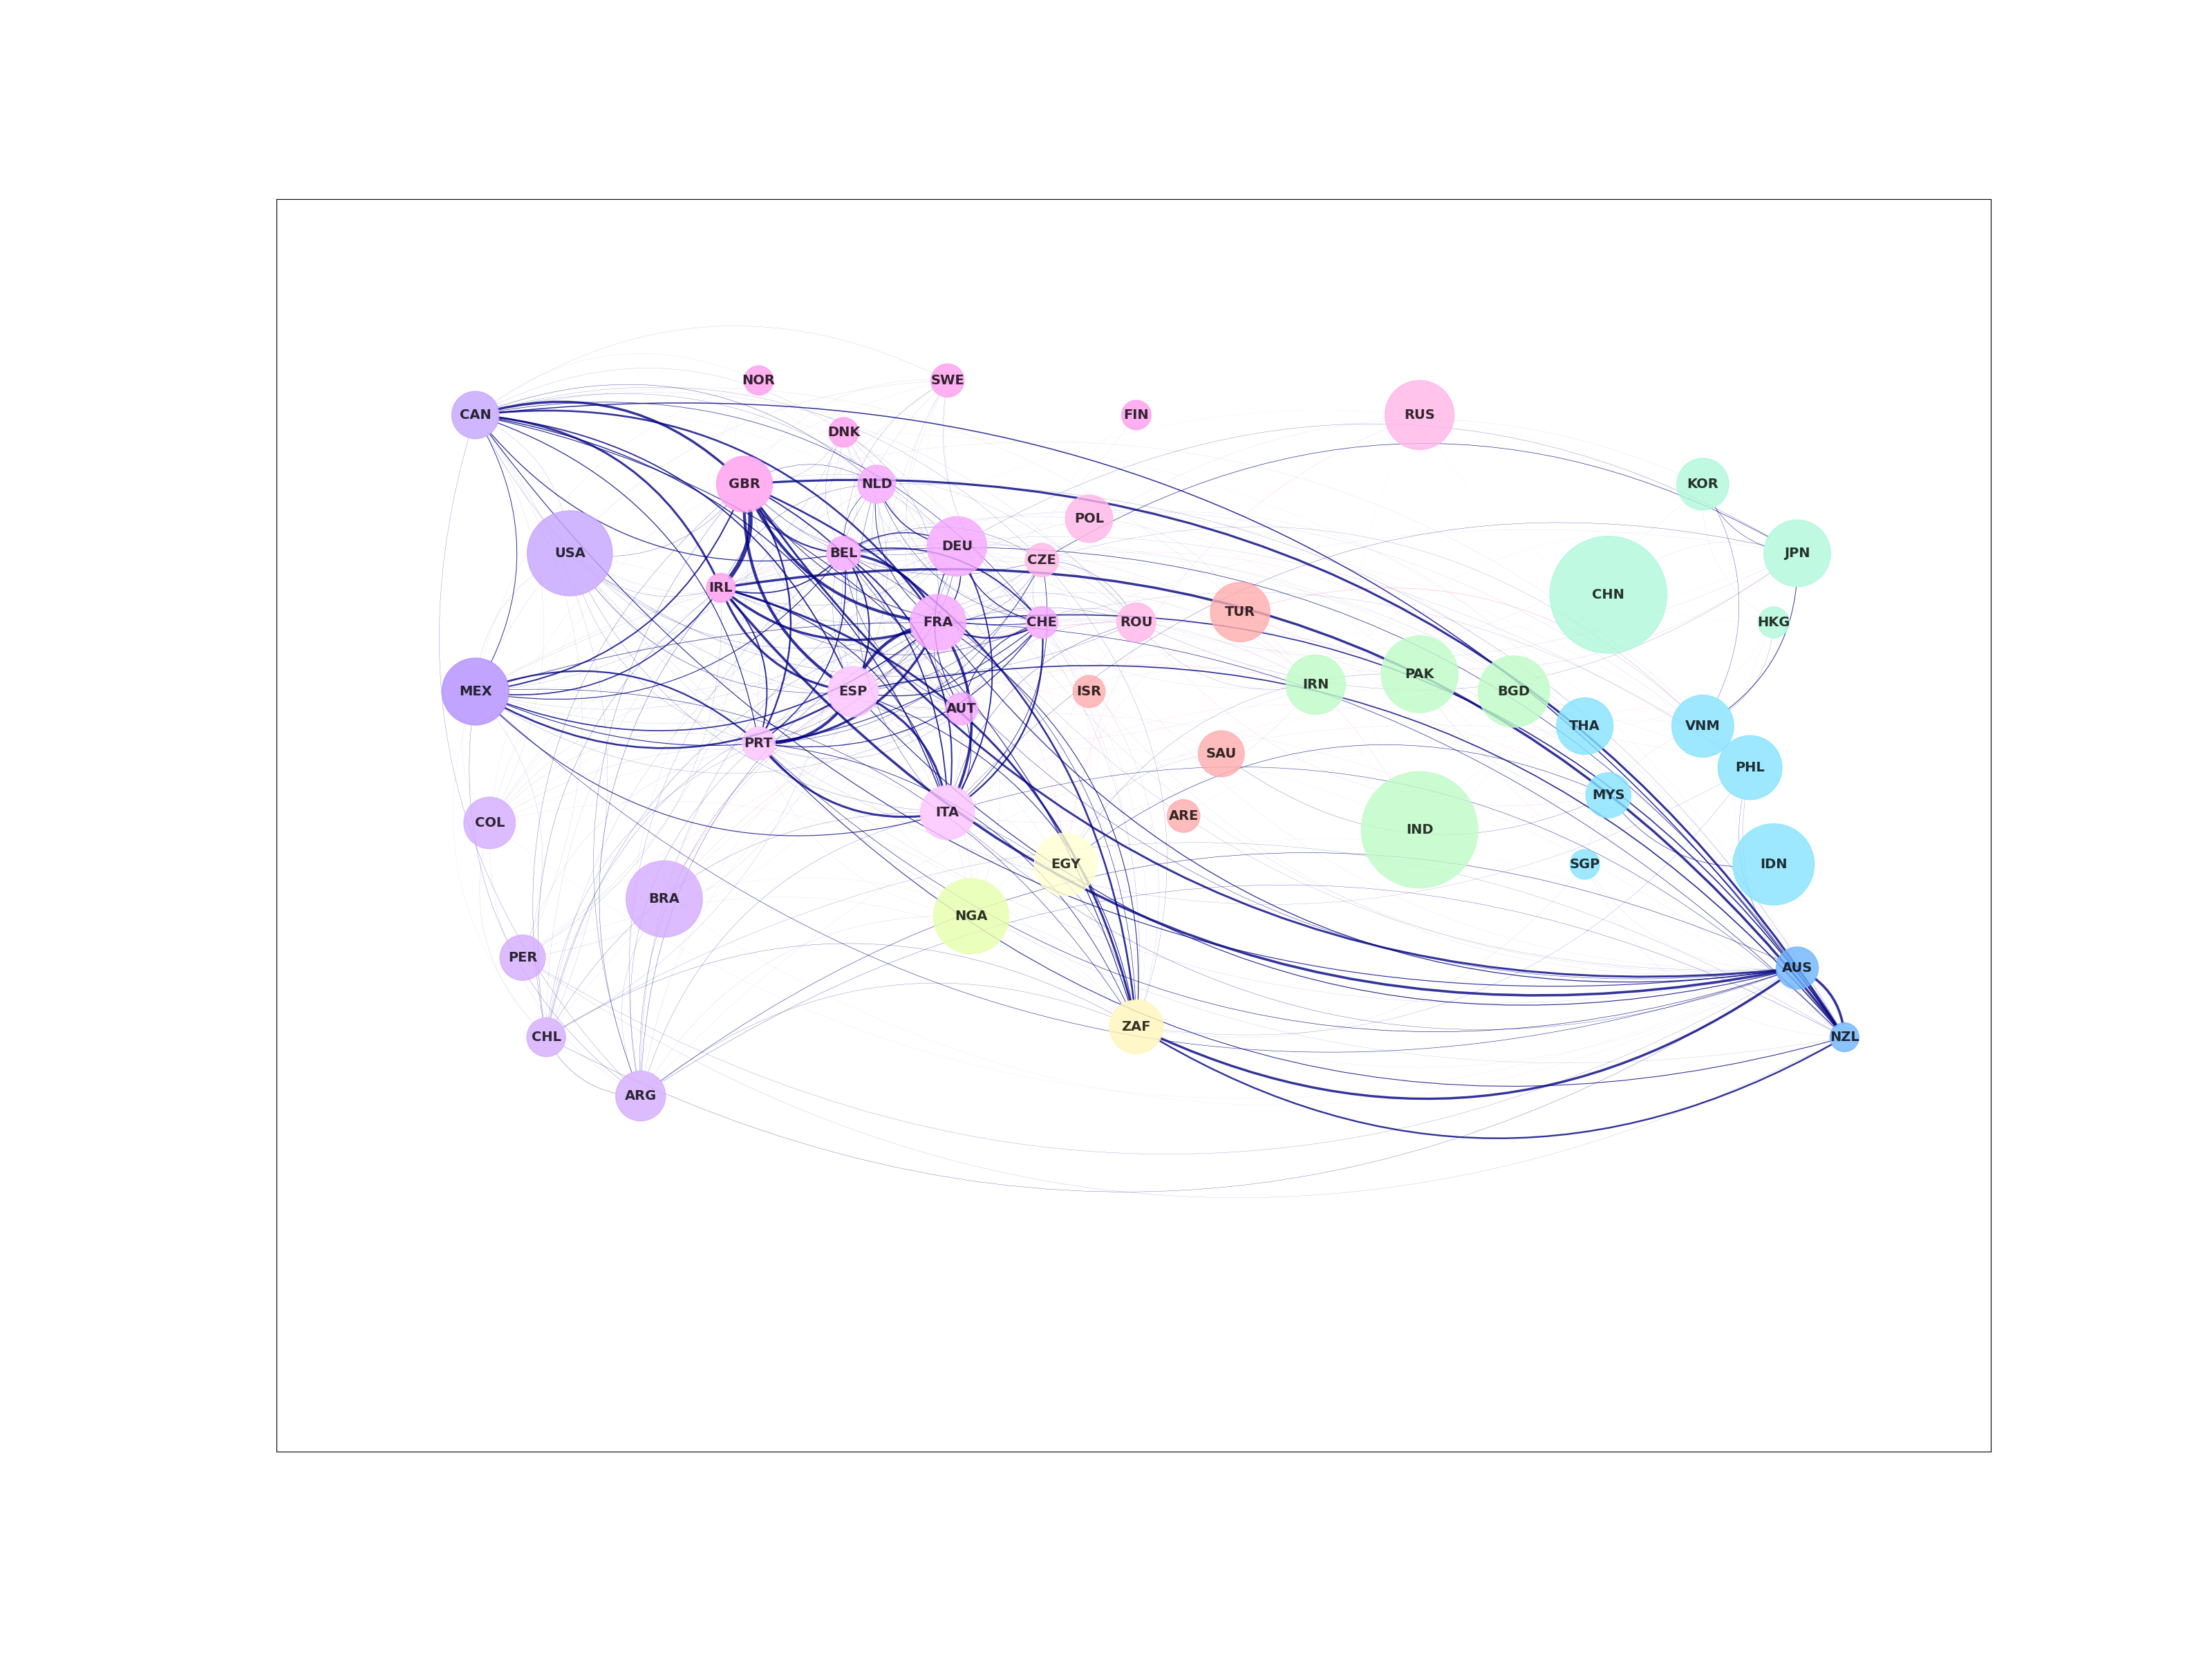 NOR
SWE
CAN
FIN
RUS
DNK
GBR
NLD
KOR
POL
USA
BEL
DEU
CZE
JPN
IRL
CHN
TUR
FRA
CHE
ROU
HKG
PAK
IRN
MEX
ESP
ISR
BGD
AUT
THA
VNM
PRT
SAU
PHL
MYS
COL
ITA
ARE
IND
EGY
SGP
IDN
BRA
NGA
PER
AUS
ZAF
CHL
NZL
ARG